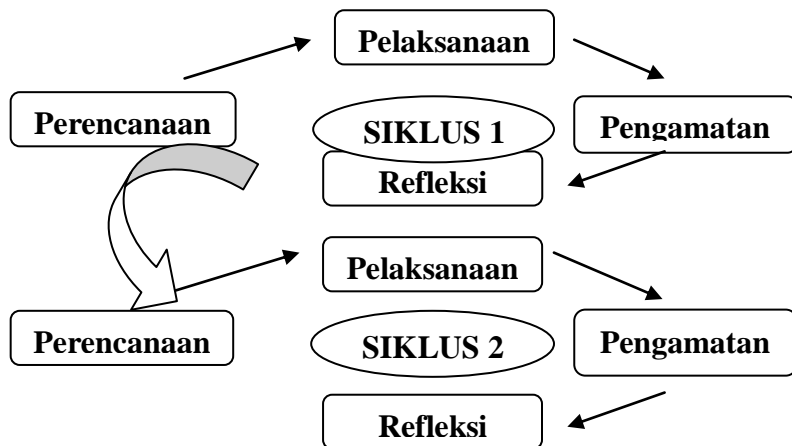 Pelaksanaan
Perencanaan
SIKLUS 1
Pengamatan
Refleksi
Pelaksanaan
Perencanaan
SIKLUS 2
Pengamatan
Refleksi